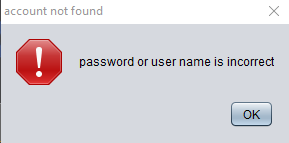 account not found
password or user name is incorrect
OK